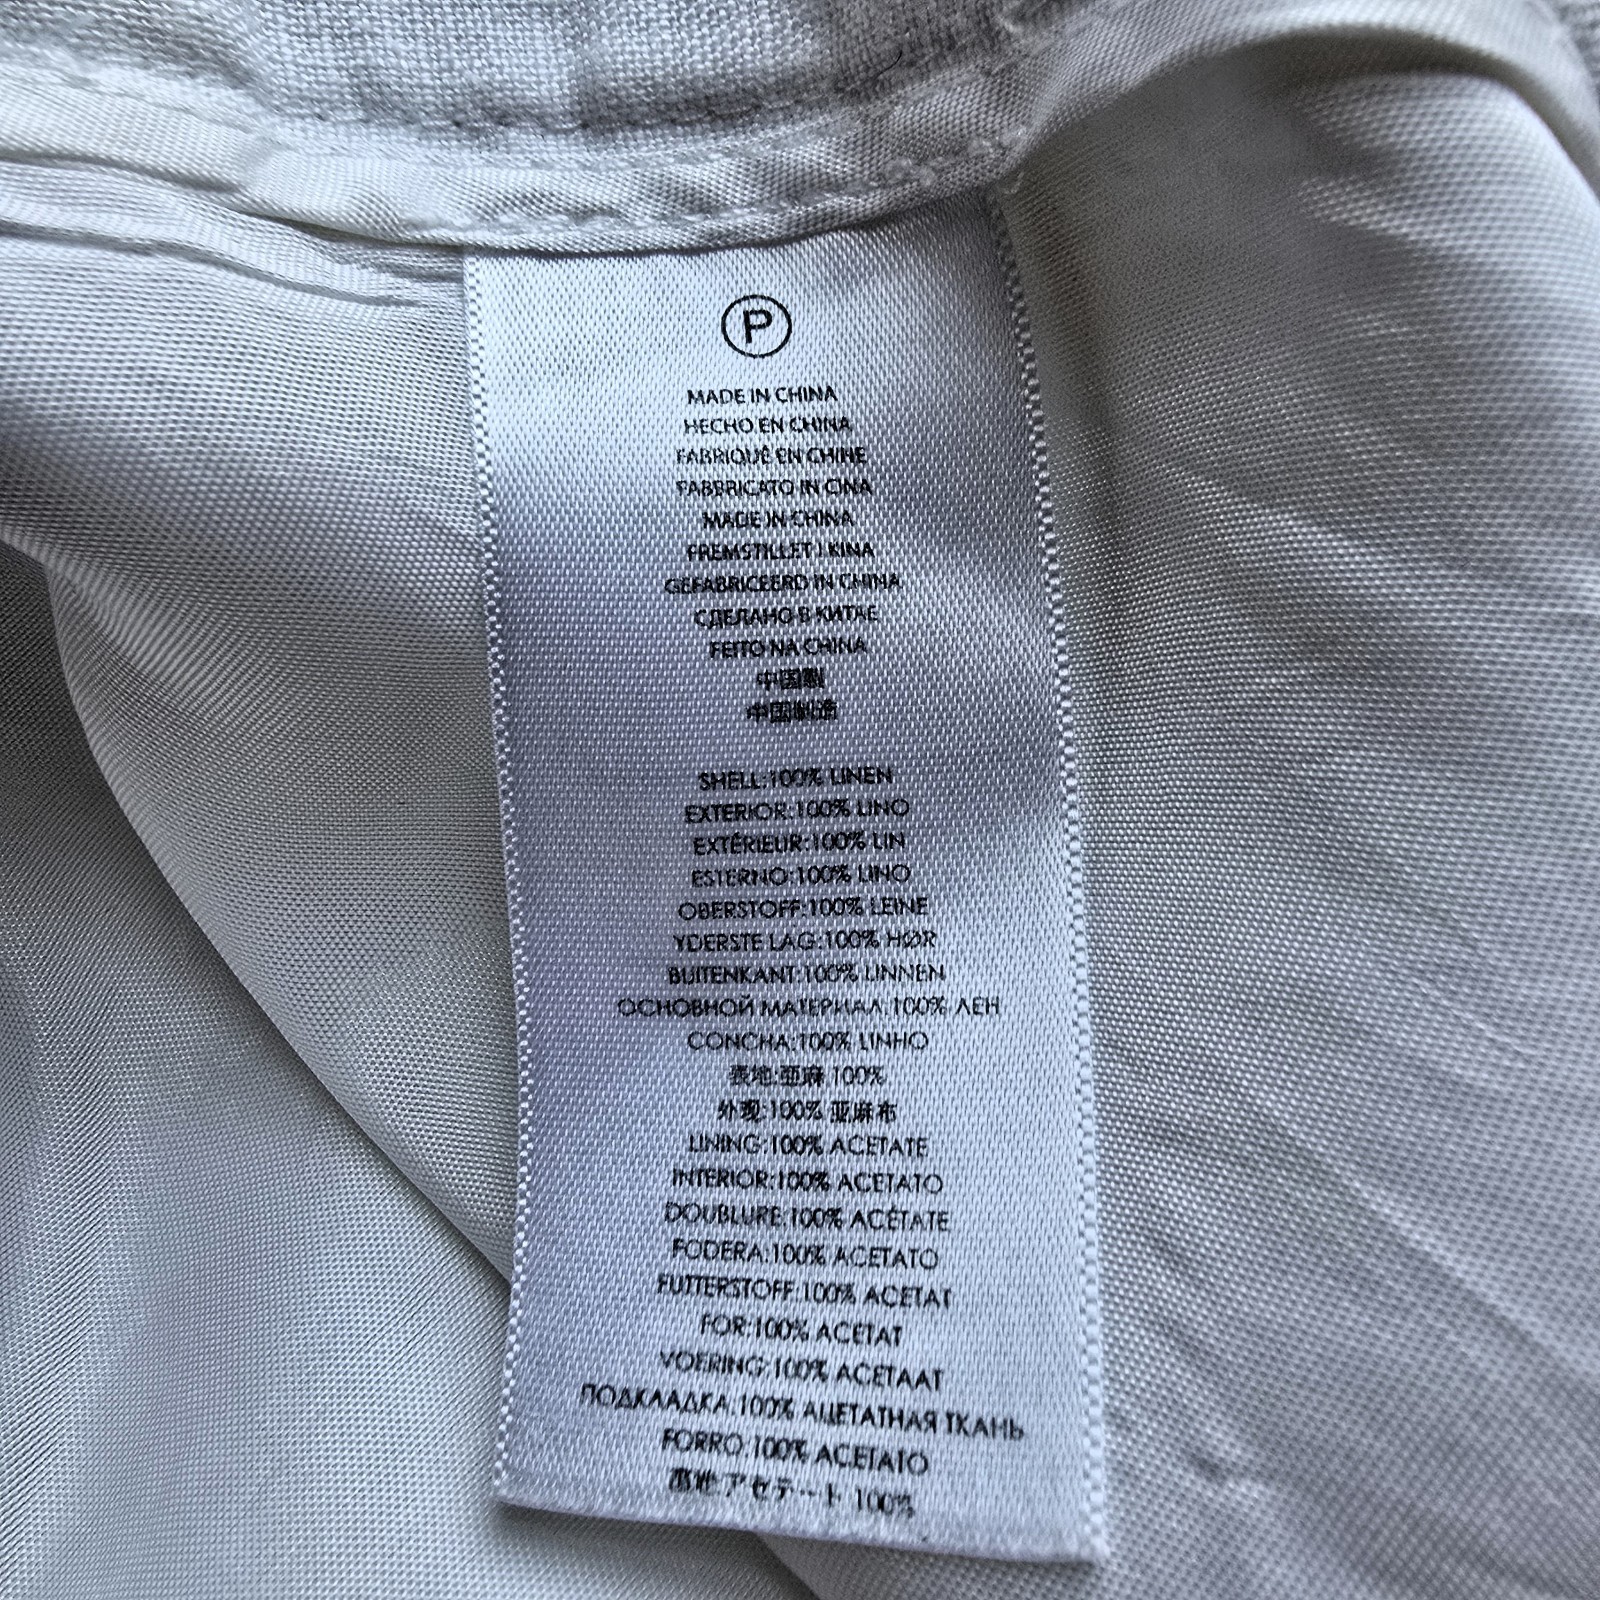 P
MADE IN CHINA
HECHO EN CHINA
FABRIQUÉ EN CHINE
FABBRICATO IN CINA
MADE IN CHINA
FREMSTILLET I KINA
GEFABRICEERD IN CHINA
СДЕЛАНО В КИТАЕ
FEITO NA CHINA
中国製
中国制造
SHELL:100% LINEN
EXTERIOR:100% LINO
EXTÉRIEUR:100% LIN
ESTERNO:100% LINO
OBERSTOFF:100% LEINE
YDERSTE LAG:100% HØR
BUITENKANT:100% LINNEN
ОСНОВНОЙ МАТЕРИАЛ:100% ЛЕН
CONCHA:100% LINHO
表地:亜麻 100%
外观:100% 亚麻布
LINING:100% ACETATE
INTERIOR:100% ACETATO
DOUBLURE:100% ACÉTATE
FODERA:100% ACETATO
FUTTERSTOFF:100% ACETAT
FOR:100% ACETAT
VOERING:100% ACETAAT
ПОДКЛАДКА:100% АЦЕТАТНАЯ ТКАНЬ
FORRO:100% ACETATO
アセテート 100%